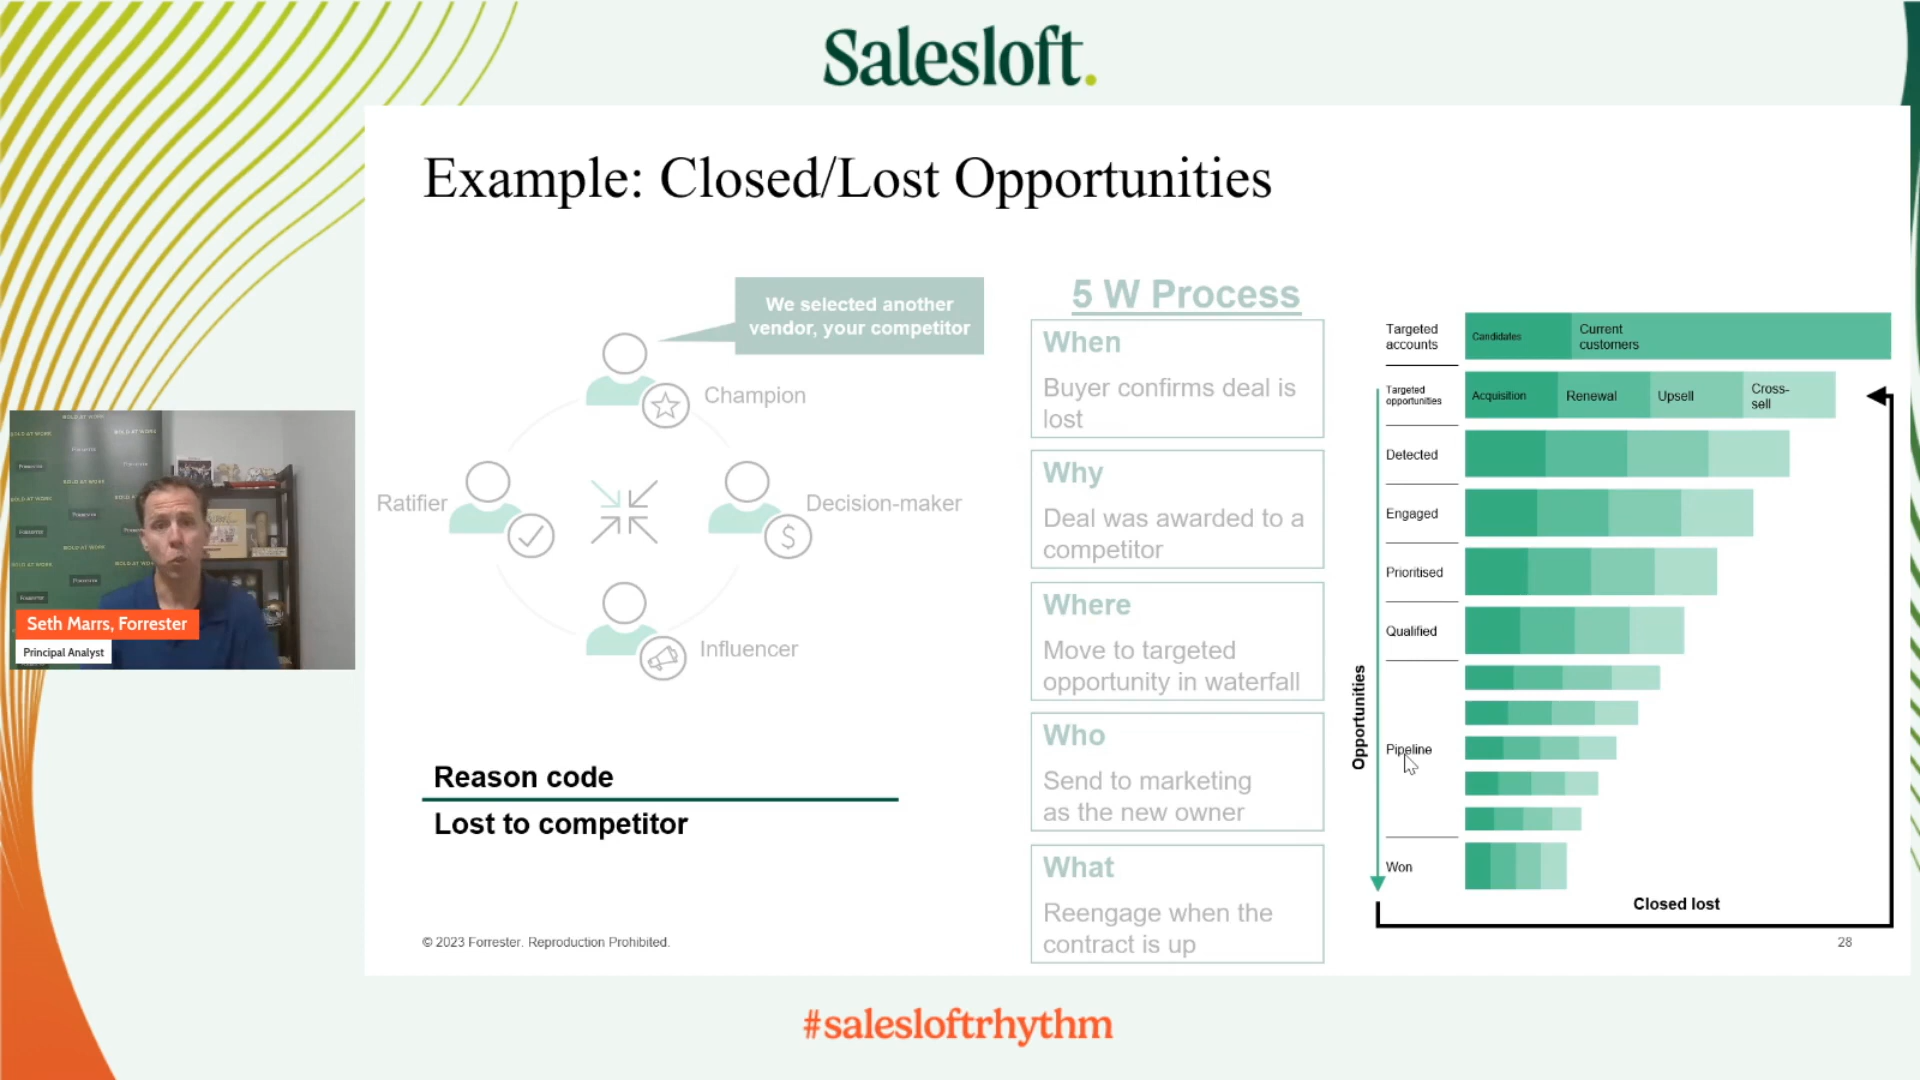 Salesloft.
Example: Closed/Lost Opportunities
We selected another
vendor, your competitor
Champion
Ratifier
Decision-maker
Influencer
Reason code
Lost to competitor
5 W Process
When
Buyer confirms deal is
lost
Why
Deal was awarded to a
competitor
Where
Move to targeted
opportunity in waterfall
Who
Send to marketing
as the new owner
What
Reengage when the
contract is up
Targeted
accounts
Candidates
Current
customers
Targeted
opportunities
Acquisition
Renewal
Upsell
Cross-
sell
Detected
Engaged
Prioritised
Qualified
Opportunities
Pipeline
Won
Closed lost
© 2023 Forrester. Reproduction Prohibited.
28
BOLD AT WORK
Seth Marrs, Forrester
Principal Analyst
#salesloftrhythm